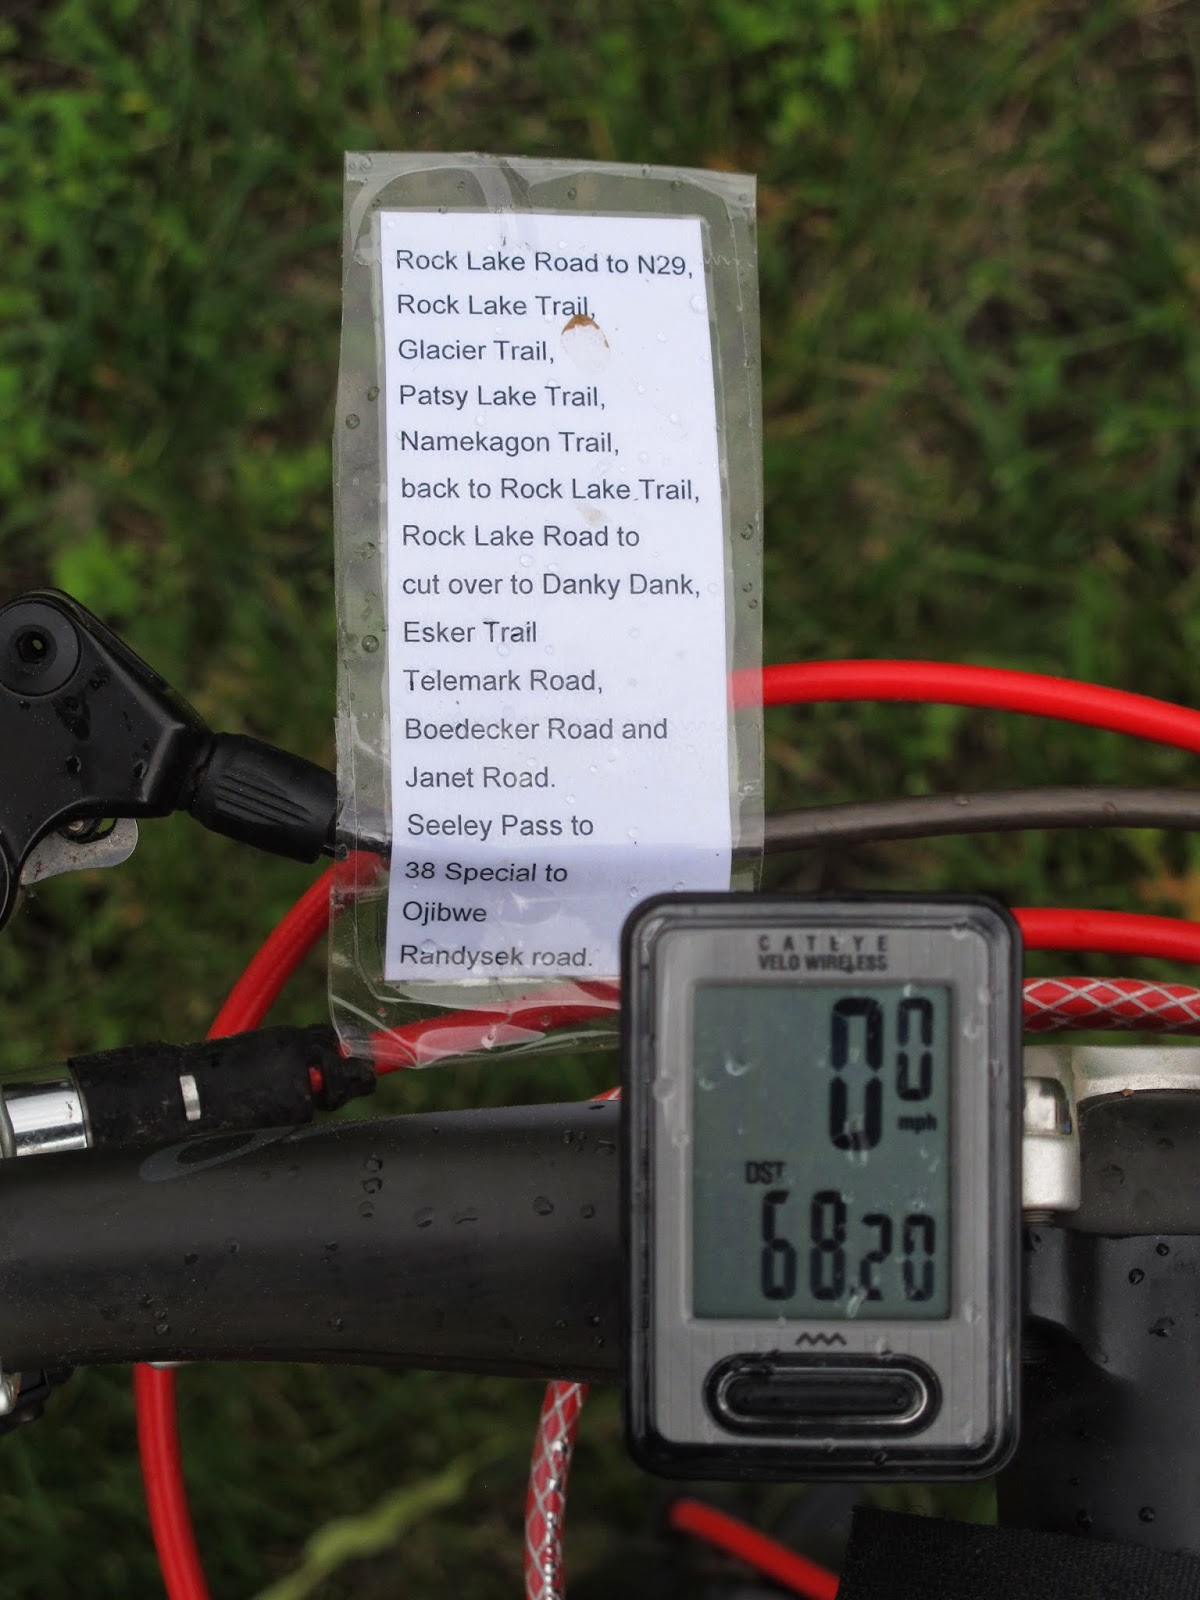 Rock Lake Road to N29,
Rock Lake Trail,
Glacier Trail,
Patsy Lake Trail,
Namekagon Trail,
back to Rock Lake Trail,
Rock Lake Road to
cut over to Danky Dank,
Esker Trail
Telemark Road,
Boedecker Road and
Janet Road.
Seeley Pass to
38 Special to
Ojibwe
Randysek road.
CATEYE
VELO WIRELESS
0.0
mph
DST
68.20